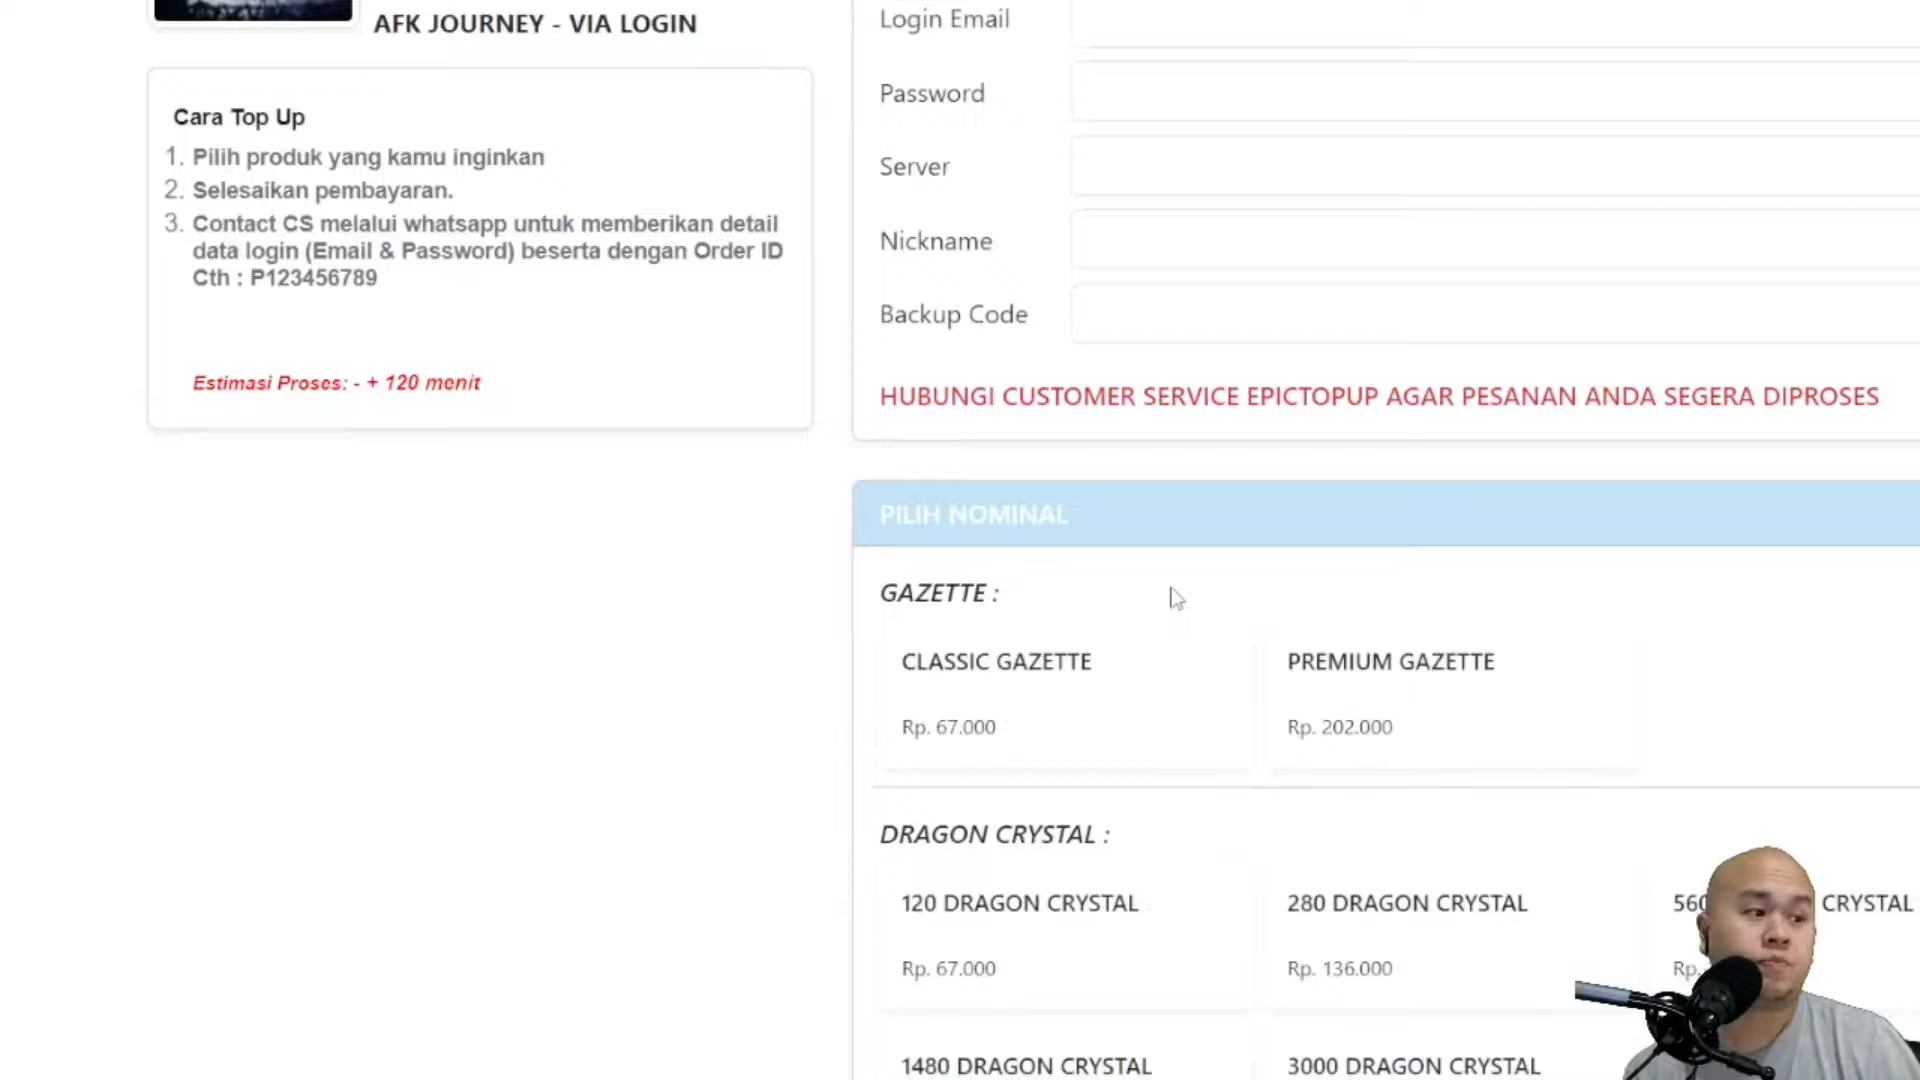 AFK JOURNEY - VIA LOGIN
Cara Top Up
1. Pilih produk yang kamu inginkan
2. Selesaikan pembayaran.
3. Contact CS melalui whatsapp untuk memberikan detail
data login (Email & Password) beserta dengan Order ID
Cth : P123456789
Estimasi Proses: - + 120 menit
Login Email
Password
Server
Nickname
Backup Code
HUBUNGI CUSTOMER SERVICE EPICTOPUP AGAR PESANAN ANDA SEGERA DIPROSES
PILIH NOMINAL
GAZETTE :
CLASSIC GAZETTE
Rp. 67.000
PREMIUM GAZETTE
Rp. 202.000
DRAGON CRYSTAL :
120 DRAGON CRYSTAL
Rp. 67.000
280 DRAGON CRYSTAL
Rp. 136.000
560 CRYSTAL
Rp.
1480 DRAGON CRYSTAL
3000 DRAGON CRYSTAL